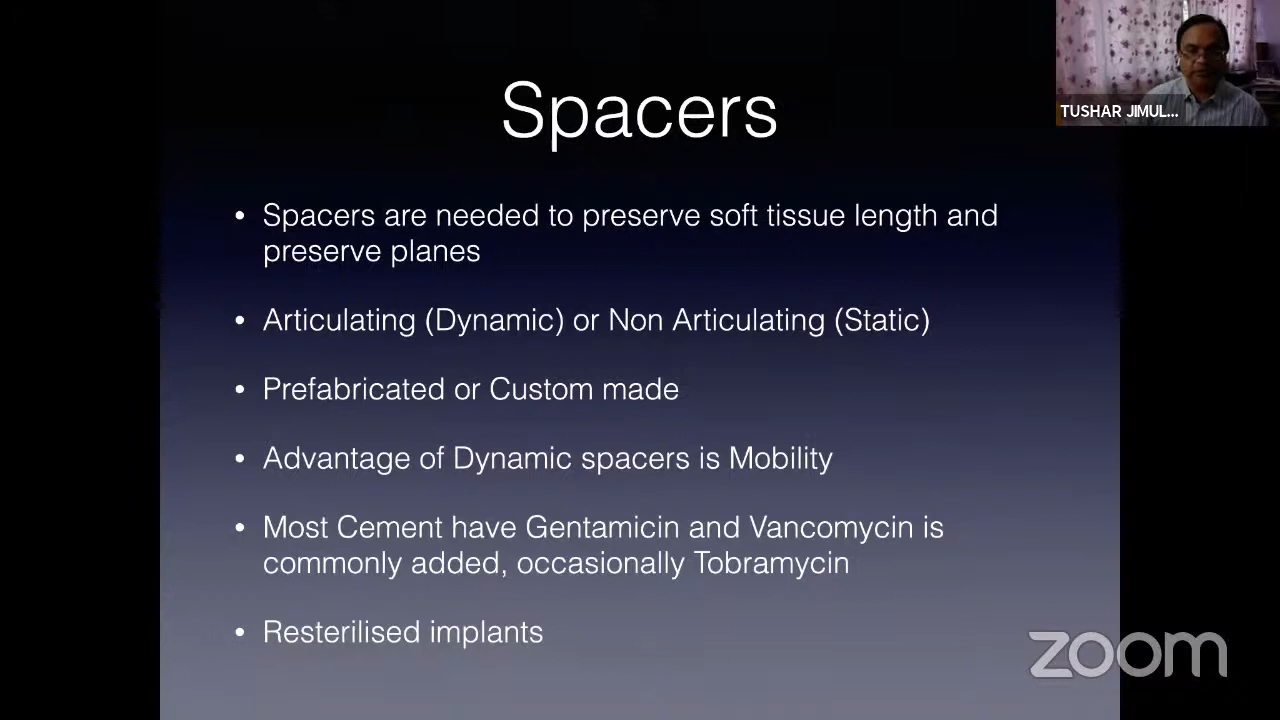 Spacers
TUSHAR JIMUL...
• Spacers are needed to preserve soft tissue length and
preserve planes
• Articulating (Dynamic) or Non Articulating (Static)
• Prefabricated or Custom made
• Advantage of Dynamic spacers is Mobility
• Most Cement have Gentamicin and Vancomycin is
commonly added, occasionally Tobramycin
• Resterilised implants
zoom